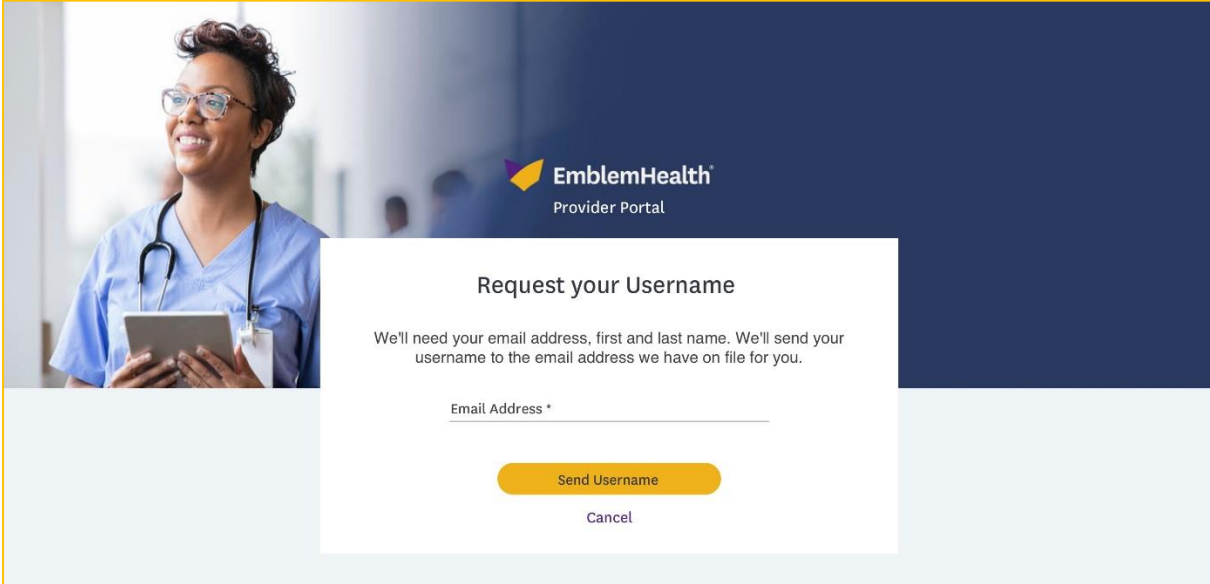 EmblemHealth®
Provider Portal
Request your Username
We'll need your email address, first and last name. We'll send your
username to the email address we have on file for you.
Email Address *
Send Username
Cancel